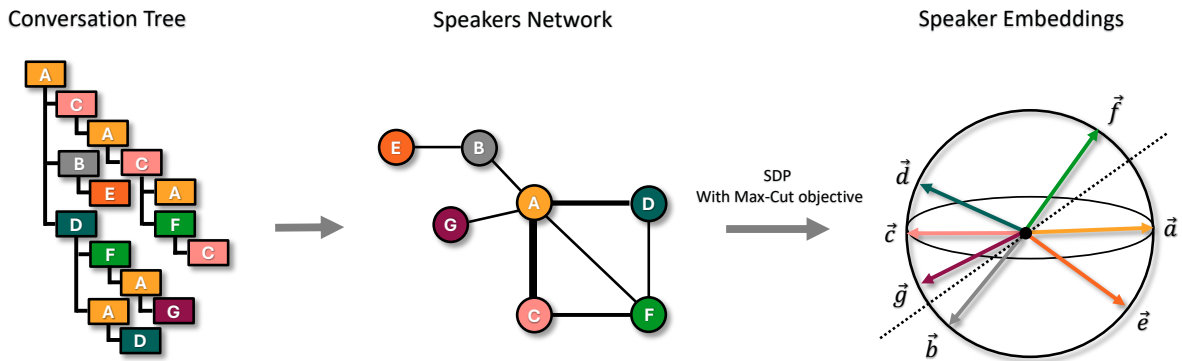 Conversation Tree
Speakers Network
Speaker Embeddings
A
C
A
B
C
E
A
D
F
F
C
A
A
G
D
E
B
A
D
G
C
F
SDP
With Max-Cut objective
f⃗
d⃗
c⃗
a⃗
g⃗
e⃗
b⃗